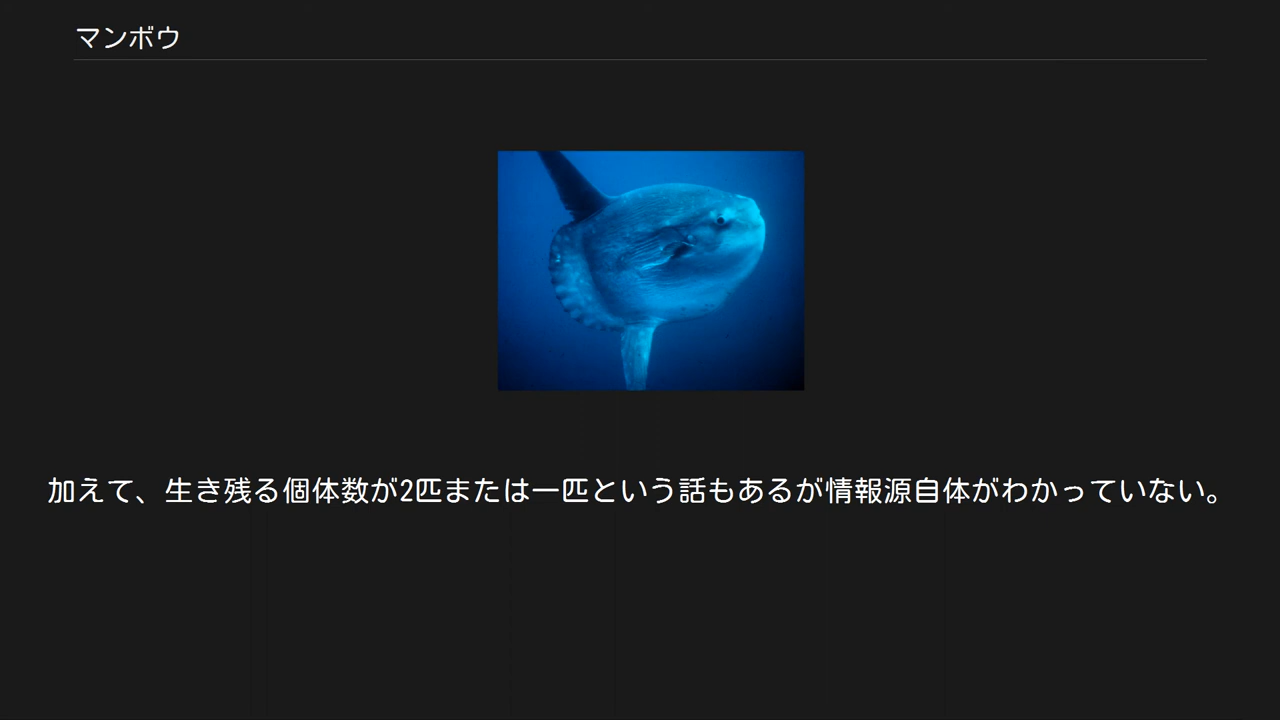 マンボウ
加えて、生き残る個体数が2匹または一匹という話もあるが情報源自体がわかっていない。